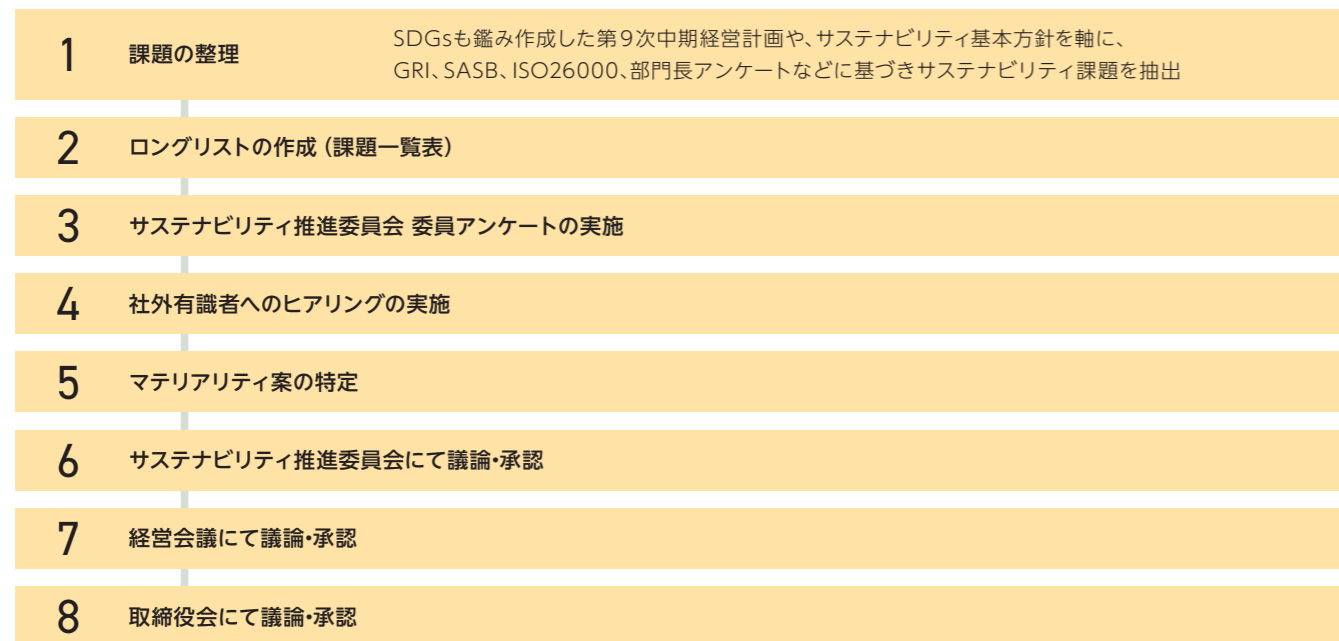 1 課題の整理 SDGsも鑑み作成した第9次中期経営計画や、サステナビリティ基本方針を軸に、
GRI、SASB、ISO26000、部門長アンケートなどに基づきサステナビリティ課題を抽出
2 ロングリストの作成（課題一覧表）
3 サステナビリティ推進委員会 委員アンケートの実施
4 社外有識者へのヒアリングの実施
5 マテリアリティ案の特定
6 サステナビリティ推進委員会にて議論・承認
7 経営会議にて議論・承認
8 取締役会にて議論・承認